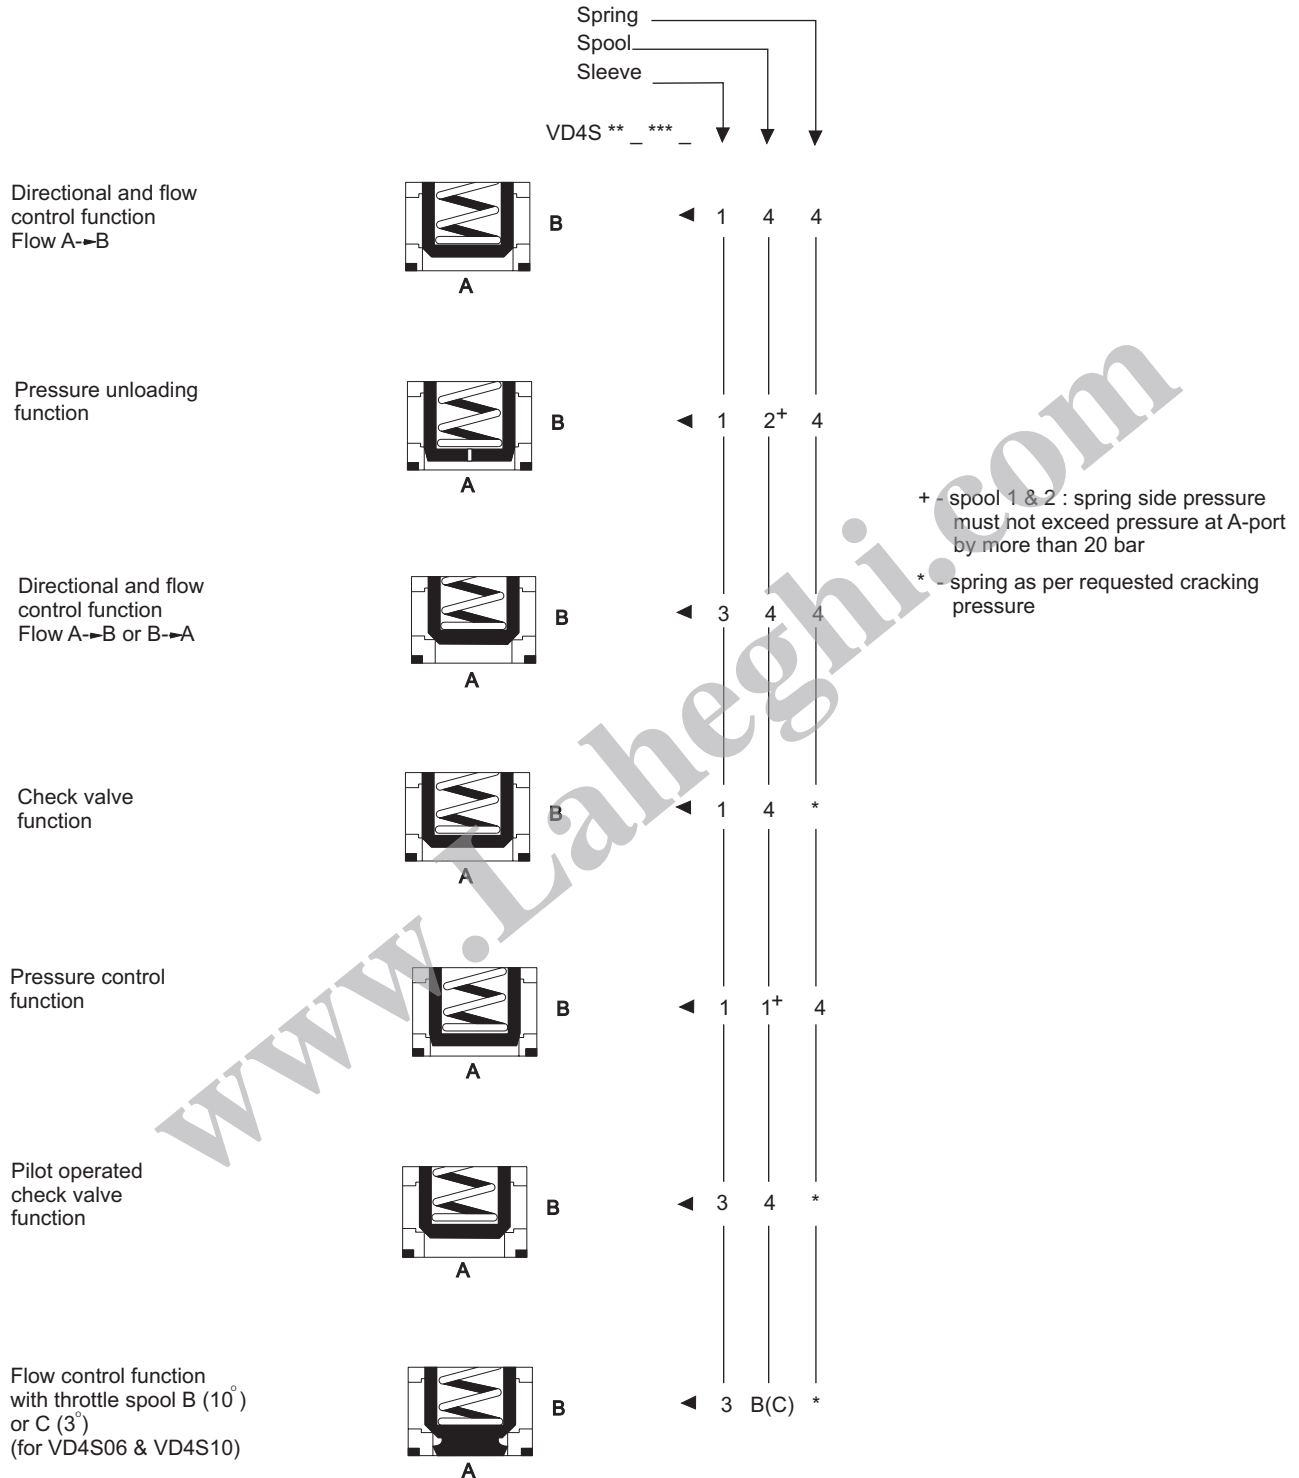 Spring
Spool
Sleeve
VD4S ** _ *** _
Directional and flow
control function
Flow A-►B
B
A
◄ 1 4 4
Pressure unloading
function
B
A
◄ 1 2+ 4
+ - spool 1 & 2 : spring side pressure
must not exceed pressure at A-port
by more than 20 bar
* - spring as per requested cracking
pressure
Directional and flow
control function
Flow A-►B or B-►A
B
A
◄ 3 4 4
Check valve
function
B
A
◄ 1 4 *
Pressure control
function
B
A
◄ 1 1+ 4
Pilot operated
check valve
function
B
A
◄ 3 4 *
Flow control function
with throttle spool B (10°)
or C (3°)
(for VD4S06 & VD4S10)
B
A
◄ 3 B(C) *
www.Laheghi.com